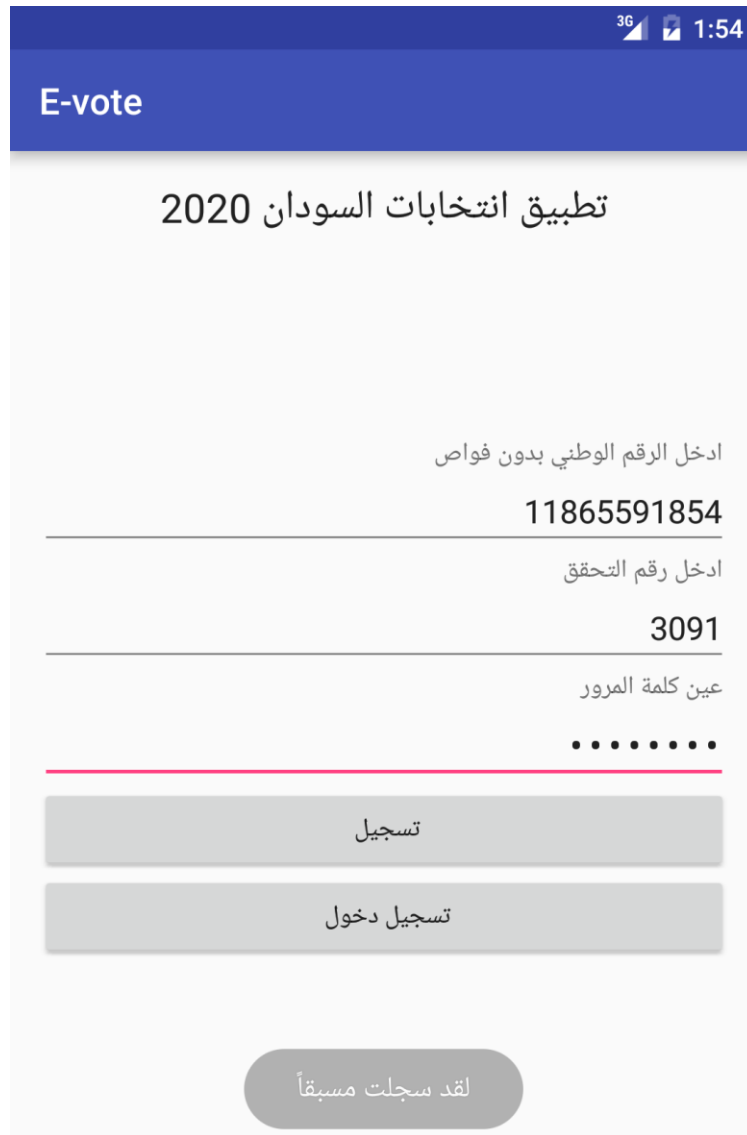 3G 1:54
E-vote
تطبيق انتخابات السودان 2020
ادخل الرقم الوطني بدون فواص
11865591854
ادخل رقم التحقق
3091
عين كلمة المرور
••••••••
تسجيل
تسجيل دخول
لقد سجلت مسبقاً